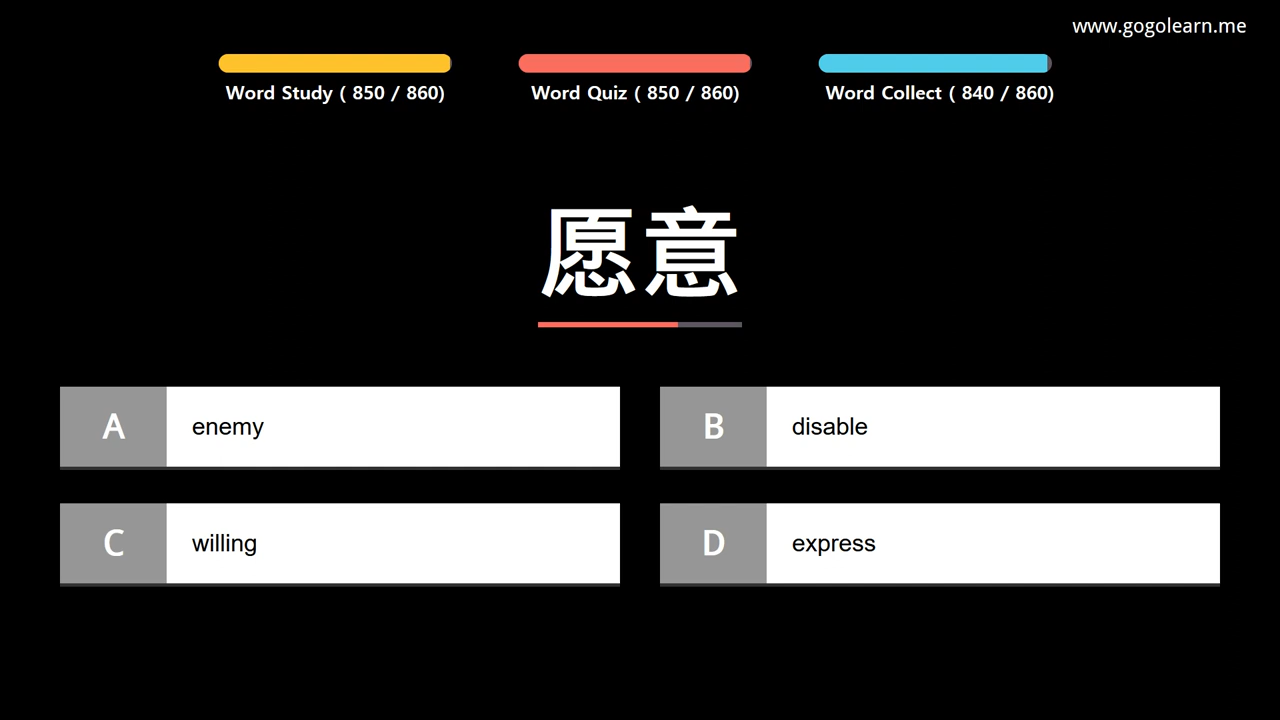 www.gogolearn.me
Word Study ( 850 / 860)
Word Quiz ( 850 / 860)
Word Collect ( 840 / 860)
愿意
A enemy
B disable
C willing
D express